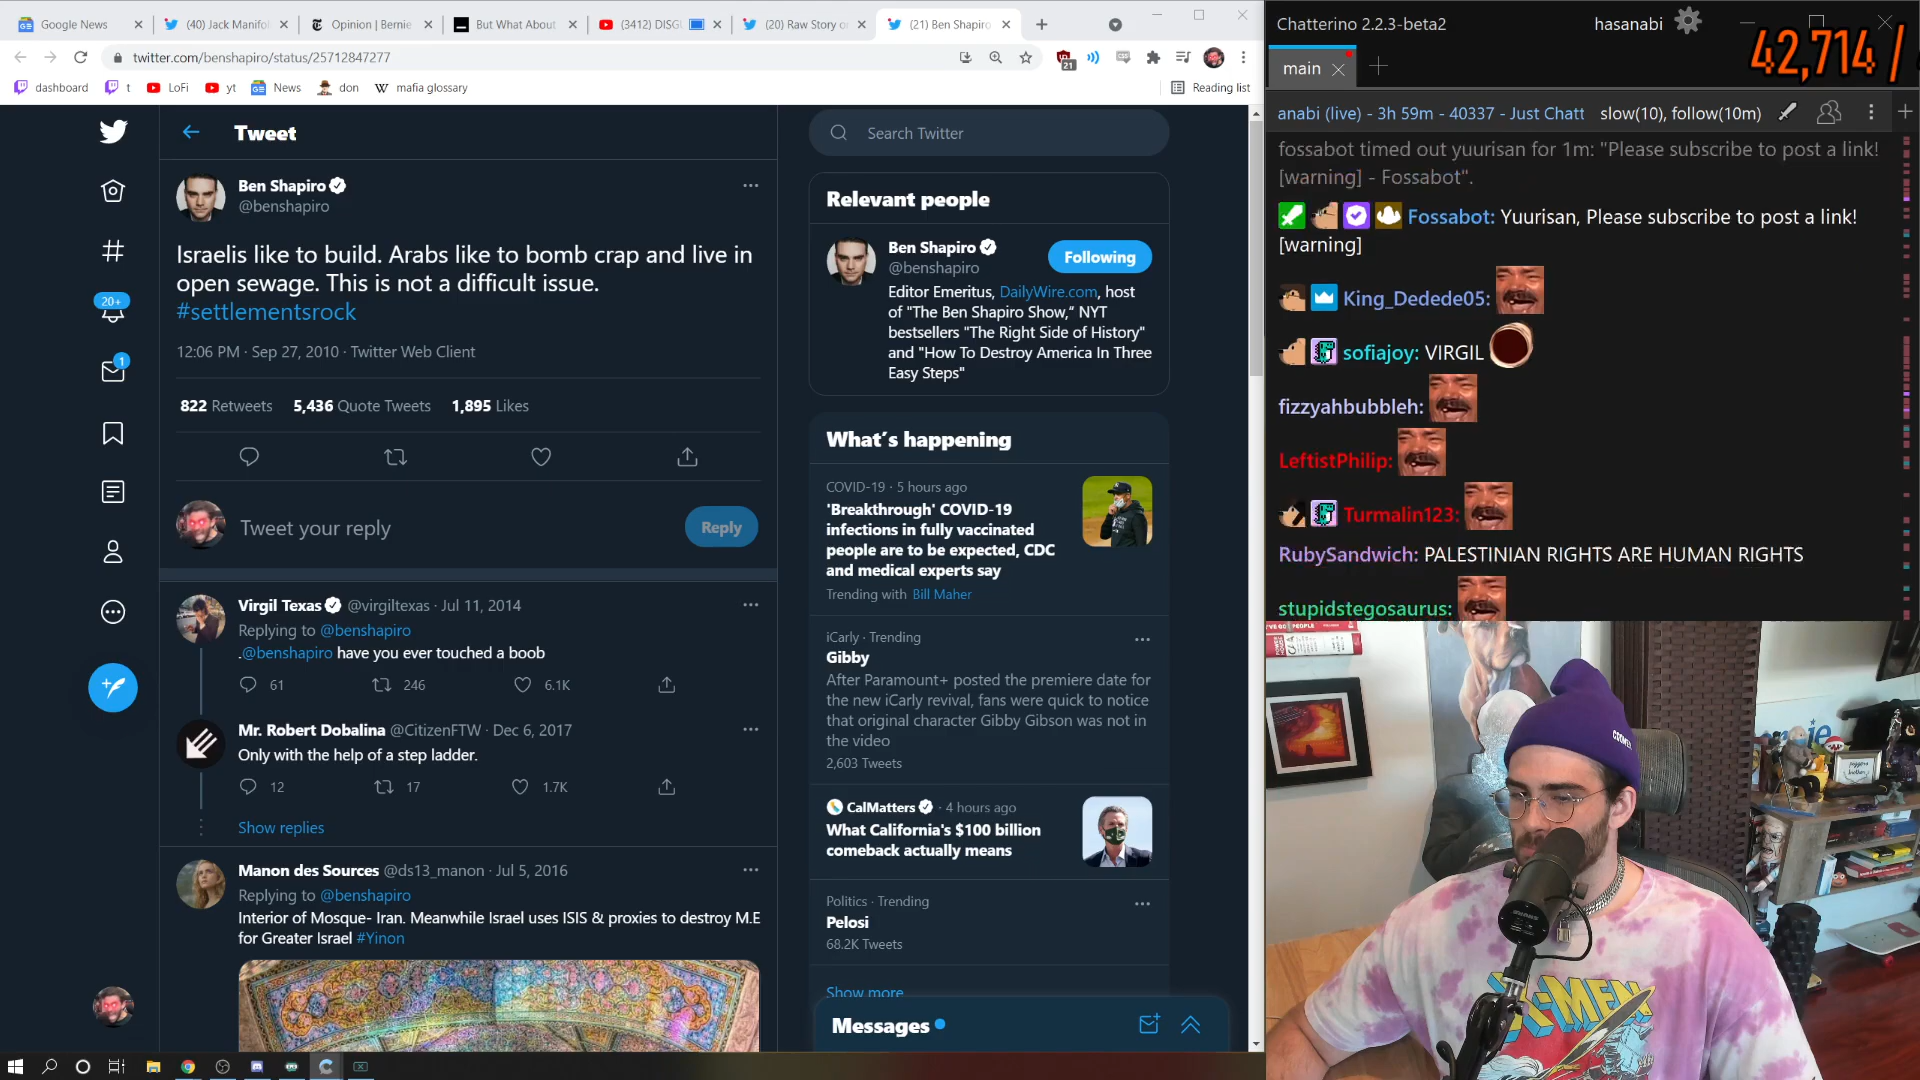 Google News
(40) Jack Manifol
Opinion | Bernie
But What About
(3412) DISGU
(20) Raw Story o
(21) Ben Shapiro
twitter.com/benshapiro/status/25712847277
21
dashboard
t
LoFi
yt
News
don
mafia glossary
Reading list
Tweet
20+
1
Ben Shapiro
@benshapiro
Israelis like to build. Arabs like to bomb crap and live in
open sewage. This is not a difficult issue.
#settlementsrock
12:06 PM · Sep 27, 2010 · Twitter Web Client
822 Retweets 5,436 Quote Tweets 1,895 Likes
Tweet your reply
Reply
Virgil Texas @virgiltexas · Jul 11, 2014
Replying to @benshapiro
.@benshapiro have you ever touched a boob
61 246 6.1K
Mr. Robert Dobalina @CitizenFTW · Dec 6, 2017
Only with the help of a step ladder.
12 17 1.7K
Show replies
Manon des Sources @ds13_manon · Jul 5, 2016
Replying to @benshapiro
Interior of Mosque- Iran. Meanwhile Israel uses ISIS & proxies to destroy M.E
for Greater Israel #Yinon
Search Twitter
Relevant people
Ben Shapiro
@benshapiro
Following
Editor Emeritus, DailyWire.com, host
of "The Ben Shapiro Show," NYT
bestsellers "The Right Side of History"
and "How To Destroy America In Three
Easy Steps"
What's happening
COVID-19 · 5 hours ago
'Breakthrough' COVID-19
infections in fully vaccinated
people are to be expected, CDC
and medical experts say
Trending with Bill Maher
iCarly · Trending
Gibby
After Paramount+ posted the premiere date for
the new iCarly revival, fans were quick to notice
that original character Gibby Gibson was not in
the video
2,603 Tweets
CalMatters · 4 hours ago
What California's $100 billion
comeback actually means
Politics · Trending
Pelosi
68.2K Tweets
Show more
Messages
Chatterino 2.2.3-beta2
hasanabi
42,714 /
main
anabi (live) - 3h 59m - 40337 - Just Chatt
slow(10), follow(10m)
fossabot timed out yuurisan for 1m: "Please subscribe to post a link!
[warning] - Fossabot".
Fossabot: Yuurisan, Please subscribe to post a link!
[warning]
King_Dedede05:
sofiajoy: VIRGIL
fizzyahbubbleh:
LeftistPhilip:
Turmalin123:
RubySandwich: PALESTINIAN RIGHTS ARE HUMAN RIGHTS
stupidstegosaurus:
X-MEN